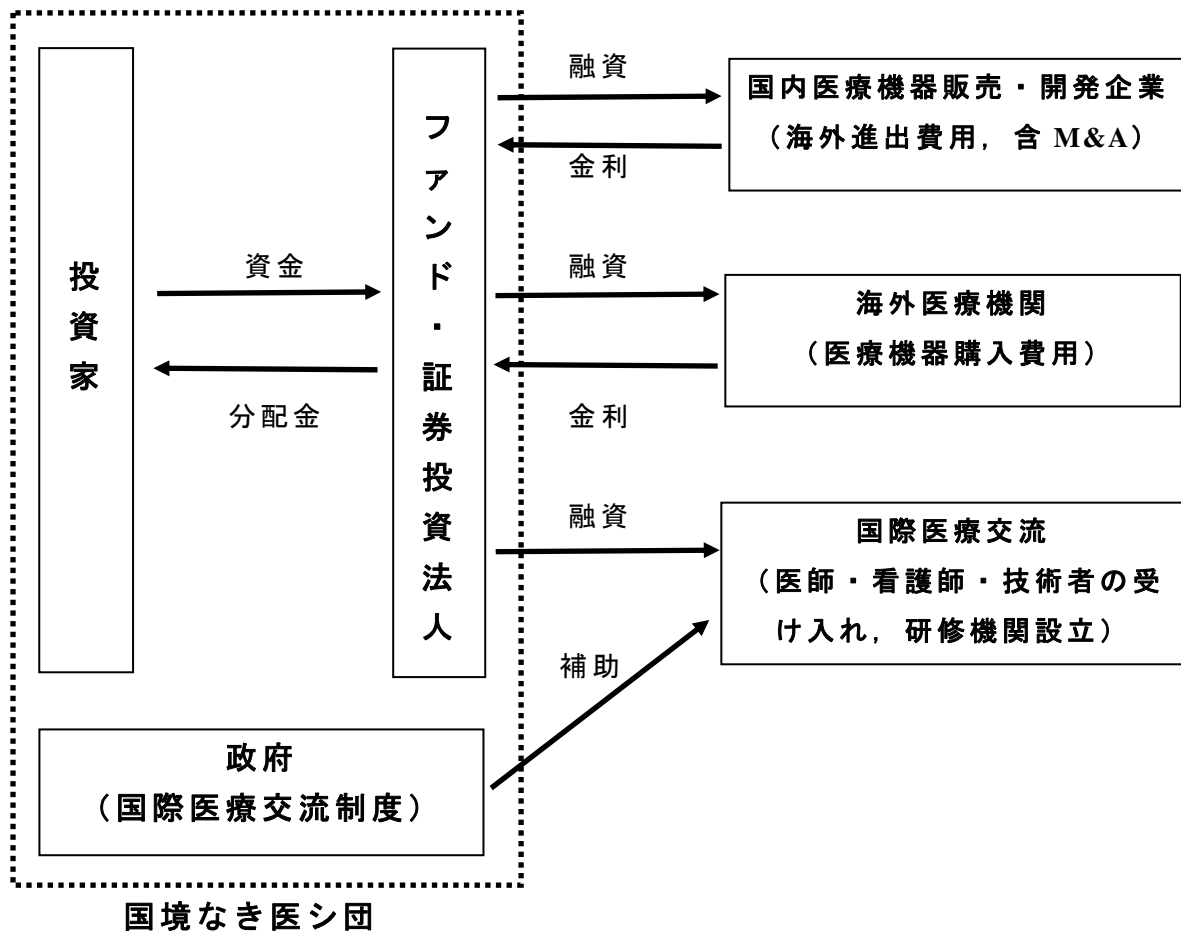 投資家
ファンド・証券投資法人
資金
分配金
融資
金利
国内医療機器販売・開発企業
（海外進出費用，含 M&A）
融資
金利
海外医療機関
（医療機器購入費用）
融資
国際医療交流
（医師・看護師・技術者の受
け入れ，研修機関設立）
補助
政府
（国際医療交流制度）
国境なき医シ団